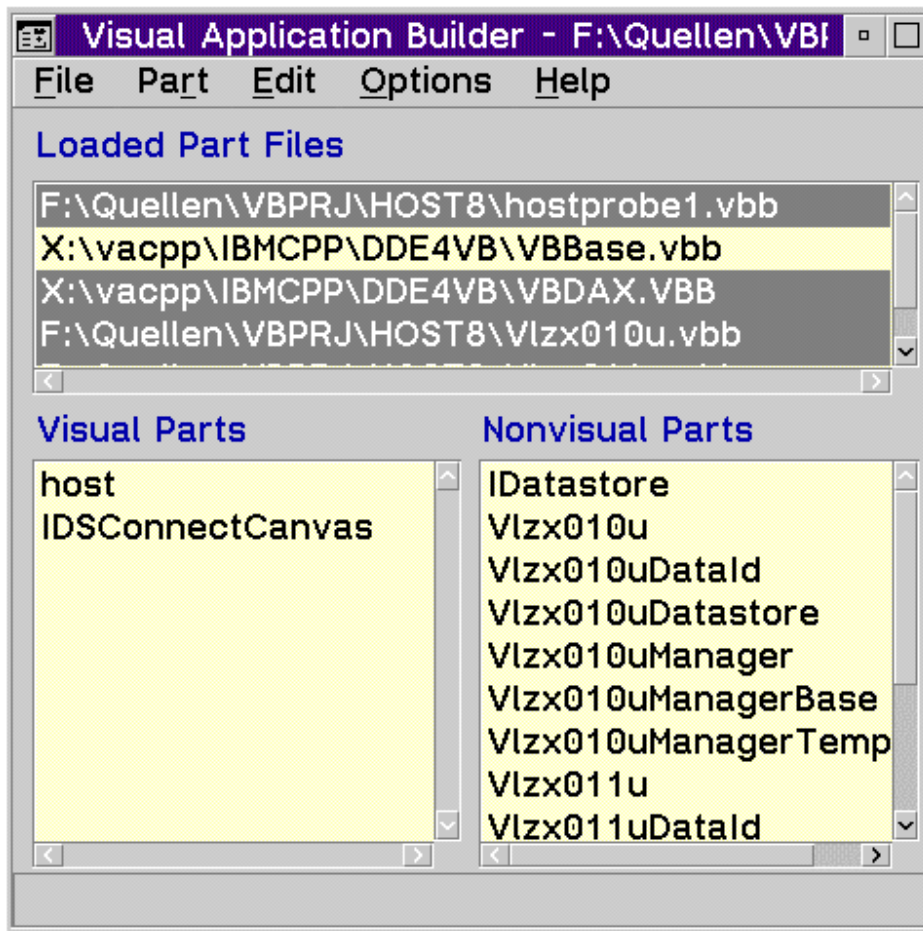 Visual Application Builder - F:\Quellen\VBF
File Part Edit Options Help
Loaded Part Files
F:\Quellen\VBPRJ\HOST8\hostprobe1.vbb
X:\vacpp\IBMCPP\DDE4VB\VBBase.vbb
X:\vacpp\IBMCPP\DDE4VB\VBDAX.VBB
F:\Quellen\VBPRJ\HOST8\Vlzx010u.vbb
Visual Parts
host
IDSConnectCanvas
Nonvisual Parts
IDatastore
Vlzx010u
Vlzx010uDataId
Vlzx010uDatastore
Vlzx010uManager
Vlzx010uManagerBase
Vlzx010uManagerTemp
Vlzx011u
Vlzx011uDataId